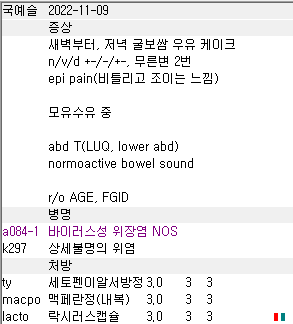 국예슬 2022-11-09
증상
새벽부터, 저녁 굴보쌈 우유 케이크
n/v/d +-/-/+-, 무른변 2번
epi pain(비틀리고 조이는 느낌)
모유수유 중
abd T(LUQ, lower abd)
normoactive bowel sound
r/o AGE, FGID
병명
a084-1 바이러스성 위장염 NOS
k297 상세불명의 위염
처방
ty 세토펜이알서방정 3,0 3 3
macpo 맥페란정(내복) 3,0 3 3
lacto 락시러스캡슐 3,0 3 3